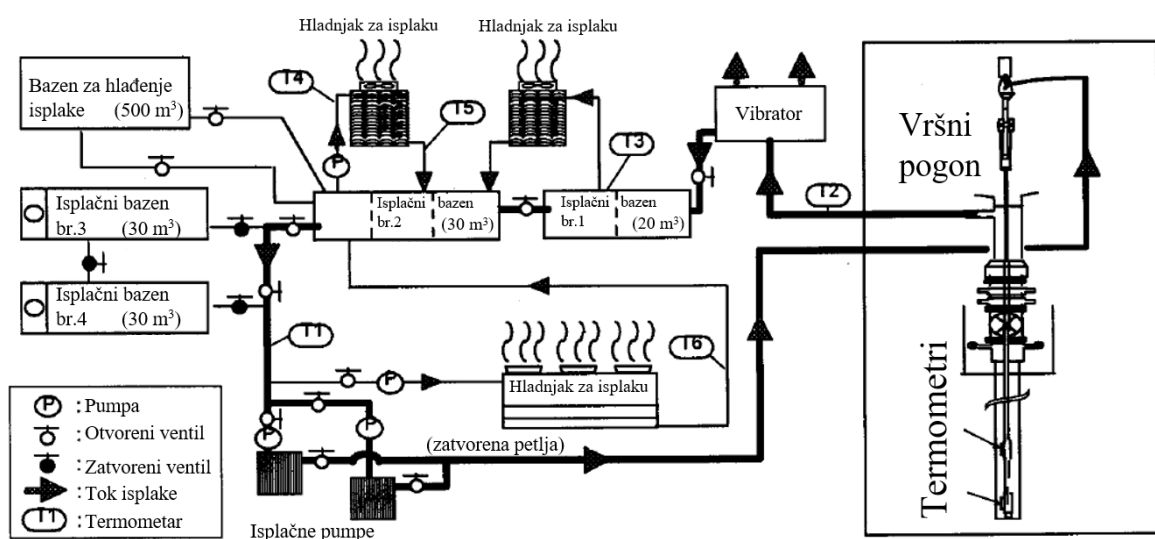 Hladnjak za isplaku
Hladnjak za isplaku
Bazen za hlađenje
isplake (500 m³)
T4
T5
P
Vibrator
T3
T2
Vršni
pogon
Isplačni bazen
br.3 (30 m³)
Isplačni bazen
br.2 (30 m³)
Isplačni bazen
br.1 (20 m³)
Isplačni bazen
br.4 (30 m³)
T1
T6
P
Hladnjak za isplaku
P
P
(zatvorena petlja)
Isplačne pumpe
Termometri
P : Pumpa
: Otvoreni ventil
: Zatvoreni ventil
: Tok isplake
T1 : Termometar